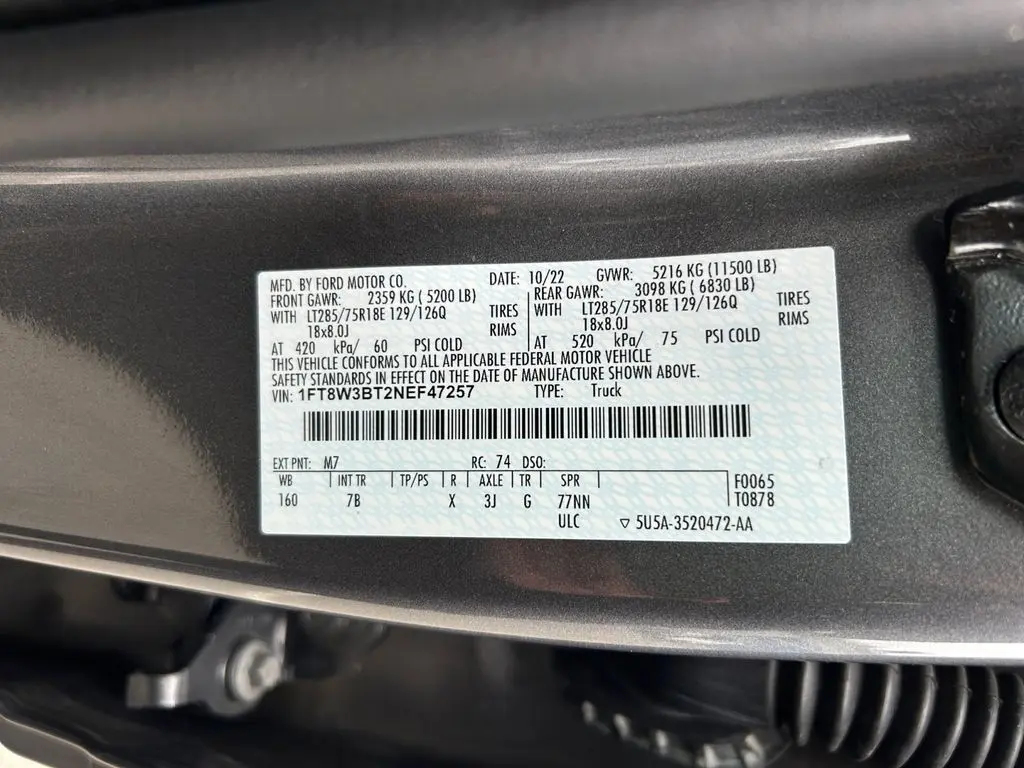 MFD. BY FORD MOTOR CO. DATE: 10/22 GVWR: 5216 KG (11500 LB)
FRONT GAWR: 2359 KG ( 5200 LB) REAR GAWR: 3098 KG ( 6830 LB)
WITH LT285/75R18E 129/126Q TIRES WITH LT285/75R18E 129/126Q TIRES
18x8.0J RIMS 18x8.0J RIMS
AT 420 kPa/ 60 PSI COLD AT 520 kPa/ 75 PSI COLD
THIS VEHICLE CONFORMS TO ALL APPLICABLE FEDERAL MOTOR VEHICLE
SAFETY STANDARDS IN EFFECT ON THE DATE OF MANUFACTURE SHOWN ABOVE.
VIN: 1FT8W3BT2NEF47257 TYPE: Truck
EXT PNT: M7 RC: 74 DSO:
WB INT TR TP/PS R AXLE TR SPR F0065
160 7B X 3J G 77NN T0878
ULC ▽ 5U5A-3520472-AA